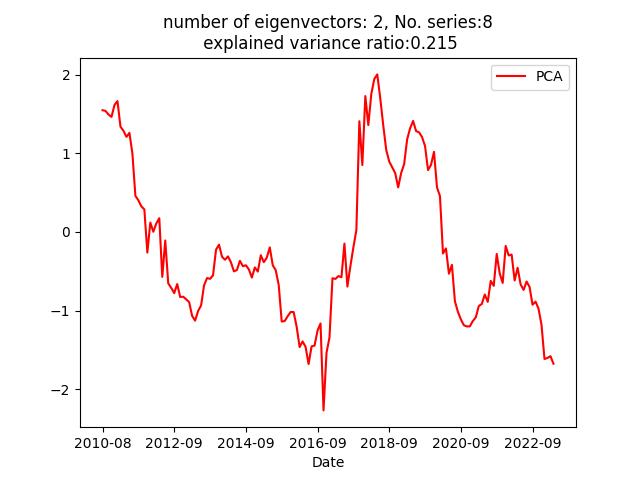 number of eigenvectors: 2, No. series:8
explained variance ratio:0.215
PCA
2
1
0
−1
−2
2010-08 2012-09 2014-09 2016-09 2018-09 2020-09 2022-09
Date